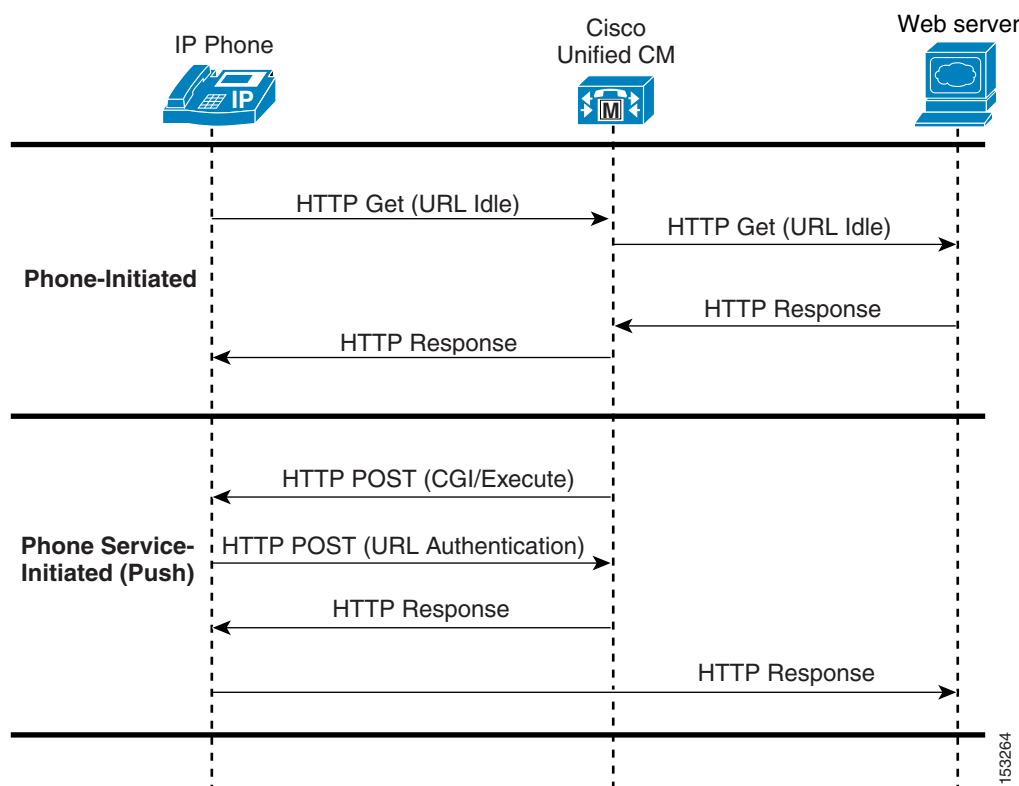 IP Phone
Cisco
Unified CM
Web server
IP
M
HTTP Get (URL Idle)
HTTP Get (URL Idle)
Phone-Initiated
HTTP Response
HTTP Response
HTTP POST (CGI/Execute)
Phone Service-
Initiated (Push)
HTTP POST (URL Authentication)
HTTP Response
HTTP Response
153264